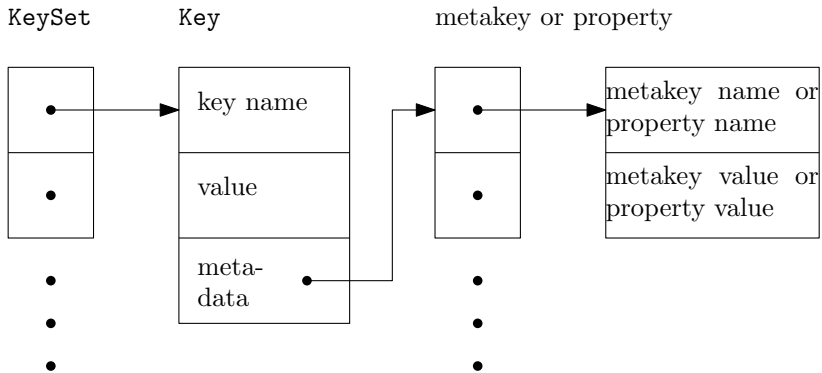 KeySet Key metakey or property
key name
value
meta-
data
metakey name or
property name
metakey value or
property value